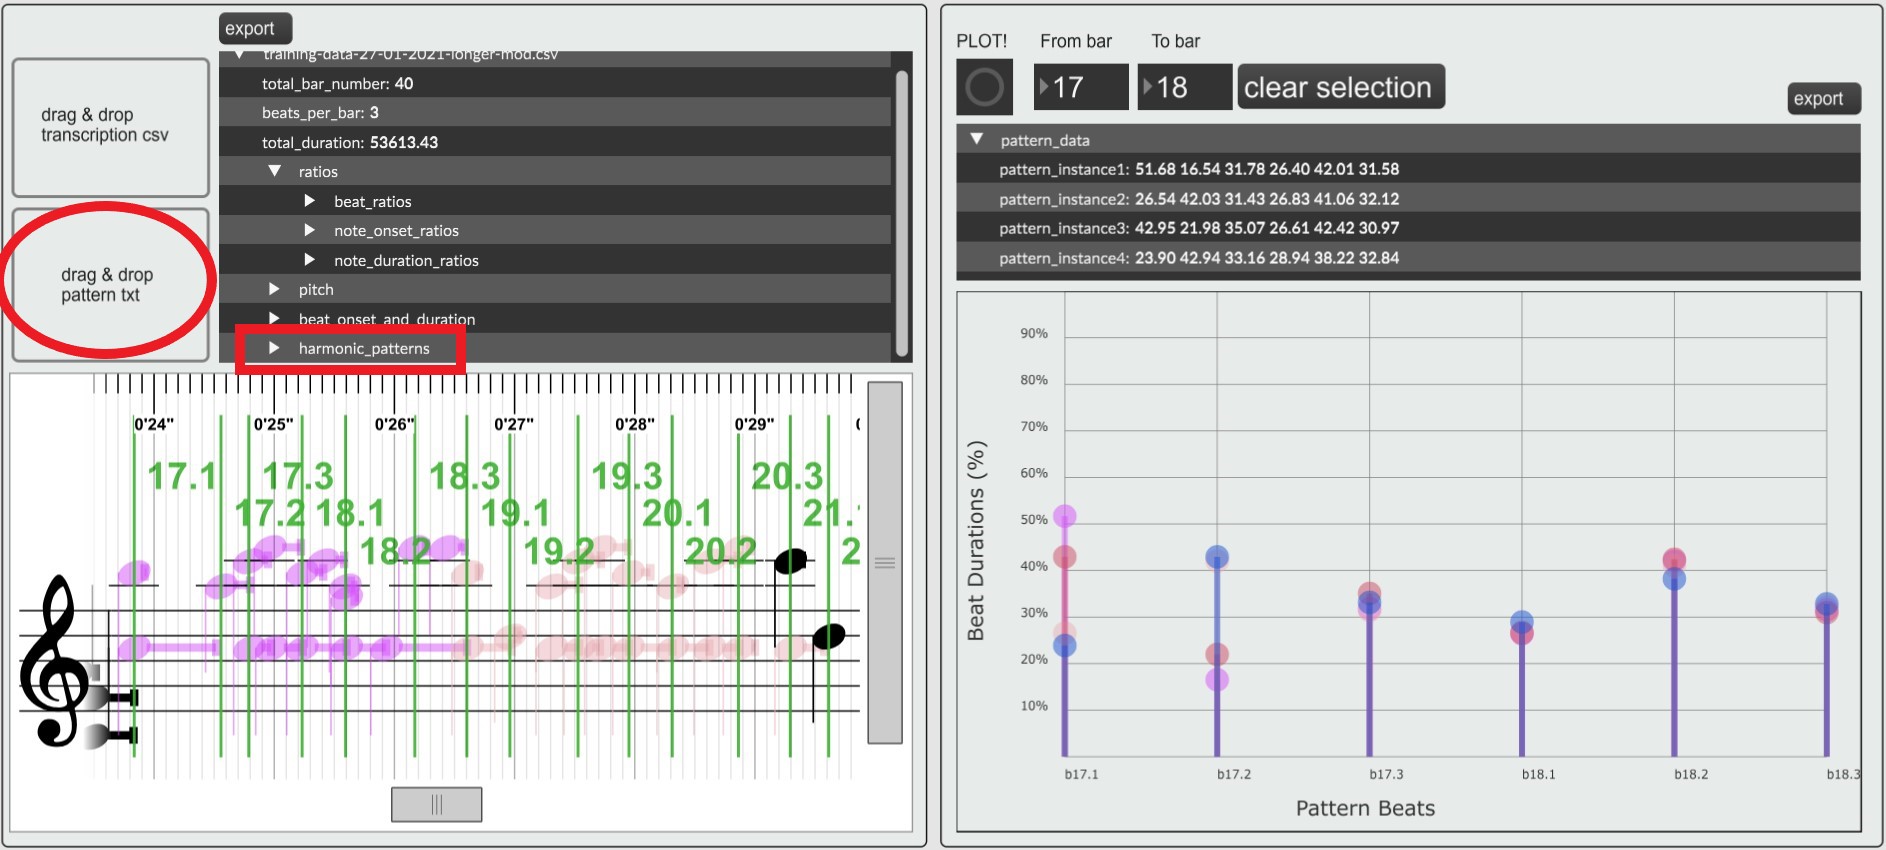 export
drag & drop
transcription csv
drag & drop
pattern txt
training-data-27-01-2021-longer-mod.csv
total_bar_number: 40
beats_per_bar: 3
total_duration: 53613.43
ratios
beat_ratios
note_onset_ratios
note_duration_ratios
pitch
beat_onset_and_duration
harmonic_patterns
0'24" 0'25" 0'26" 0'27" 0'28" 0'29"
17.1 17.3 18.3 19.3 20.3
17.2 18.1 19.1 20.1 21.
18.2 19.2 20.2 2
PLOT! From bar To bar
17 18 clear selection
export
pattern_data
pattern_instance1: 51.68 16.54 31.78 26.40 42.01 31.58
pattern_instance2: 26.54 42.03 31.43 26.83 41.06 32.12
pattern_instance3: 42.95 21.98 35.07 26.61 42.42 30.97
pattern_instance4: 23.90 42.94 33.16 28.94 38.22 32.84
Beat Durations (%)
90%
80%
70%
60%
50%
40%
30%
20%
10%
b17.1 b17.2 b17.3 b18.1 b18.2 b18.3
Pattern Beats